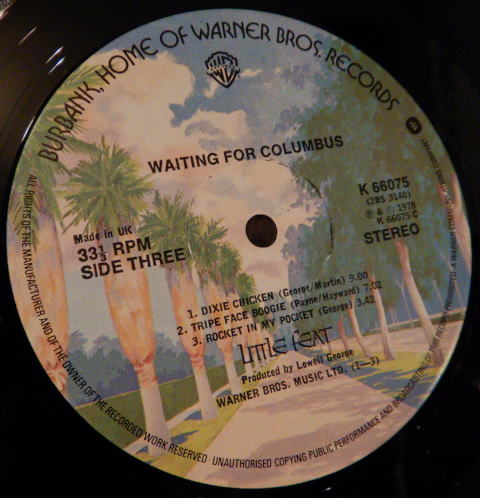 BURBANK, HOME OF WARNER BROS. RECORDS
WAITING FOR COLUMBUS
K 66075
(2BS 3140)
℗ & © 1978
K 66075 C
STEREO
Made in UK
33⅓ RPM
SIDE THREE
1. DIXIE CHICKEN (George/Martin) 9.00
2. TRIPE FACE BOOGIE (Payne/Hayward) 7.02
3. ROCKET IN MY POCKET (George) 3.42
LITTLE FEAT
Produced by Lowell George
WARNER BROS. MUSIC LTD. (1–3)
ALL RIGHTS OF THE MANUFACTURER AND OF THE OWNER OF THE RECORDED WORK RESERVED · UNAUTHORISED COPYING PUBLIC PERFORMANCE AND BROADCASTING OF THIS RECORD PROHIBITED · A WARNER COMMUNICATIONS COMPANY